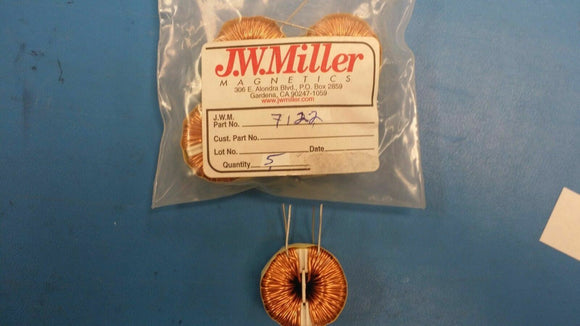 J.W.Miller
MAGNETICS
306 E. Alondra Blvd., P.O. Box 2859
Gardena, CA 90247-1059
www.jwmiller.com
J.W.M.
Part No. 7122
Cust. Part No.
Lot No. Date
Quantity 5